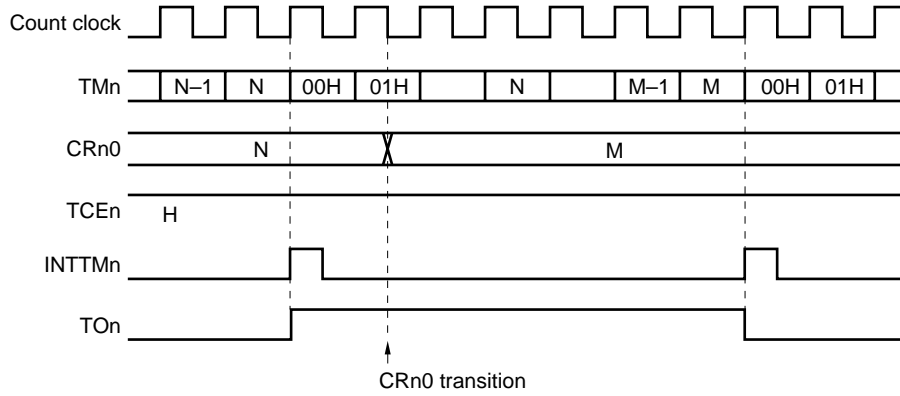 Count clock
TMn N–1 N 00H 01H N M–1 M 00H 01H
CRn0 N M
TCEn H
INTTMn
TOn
CRn0 transition